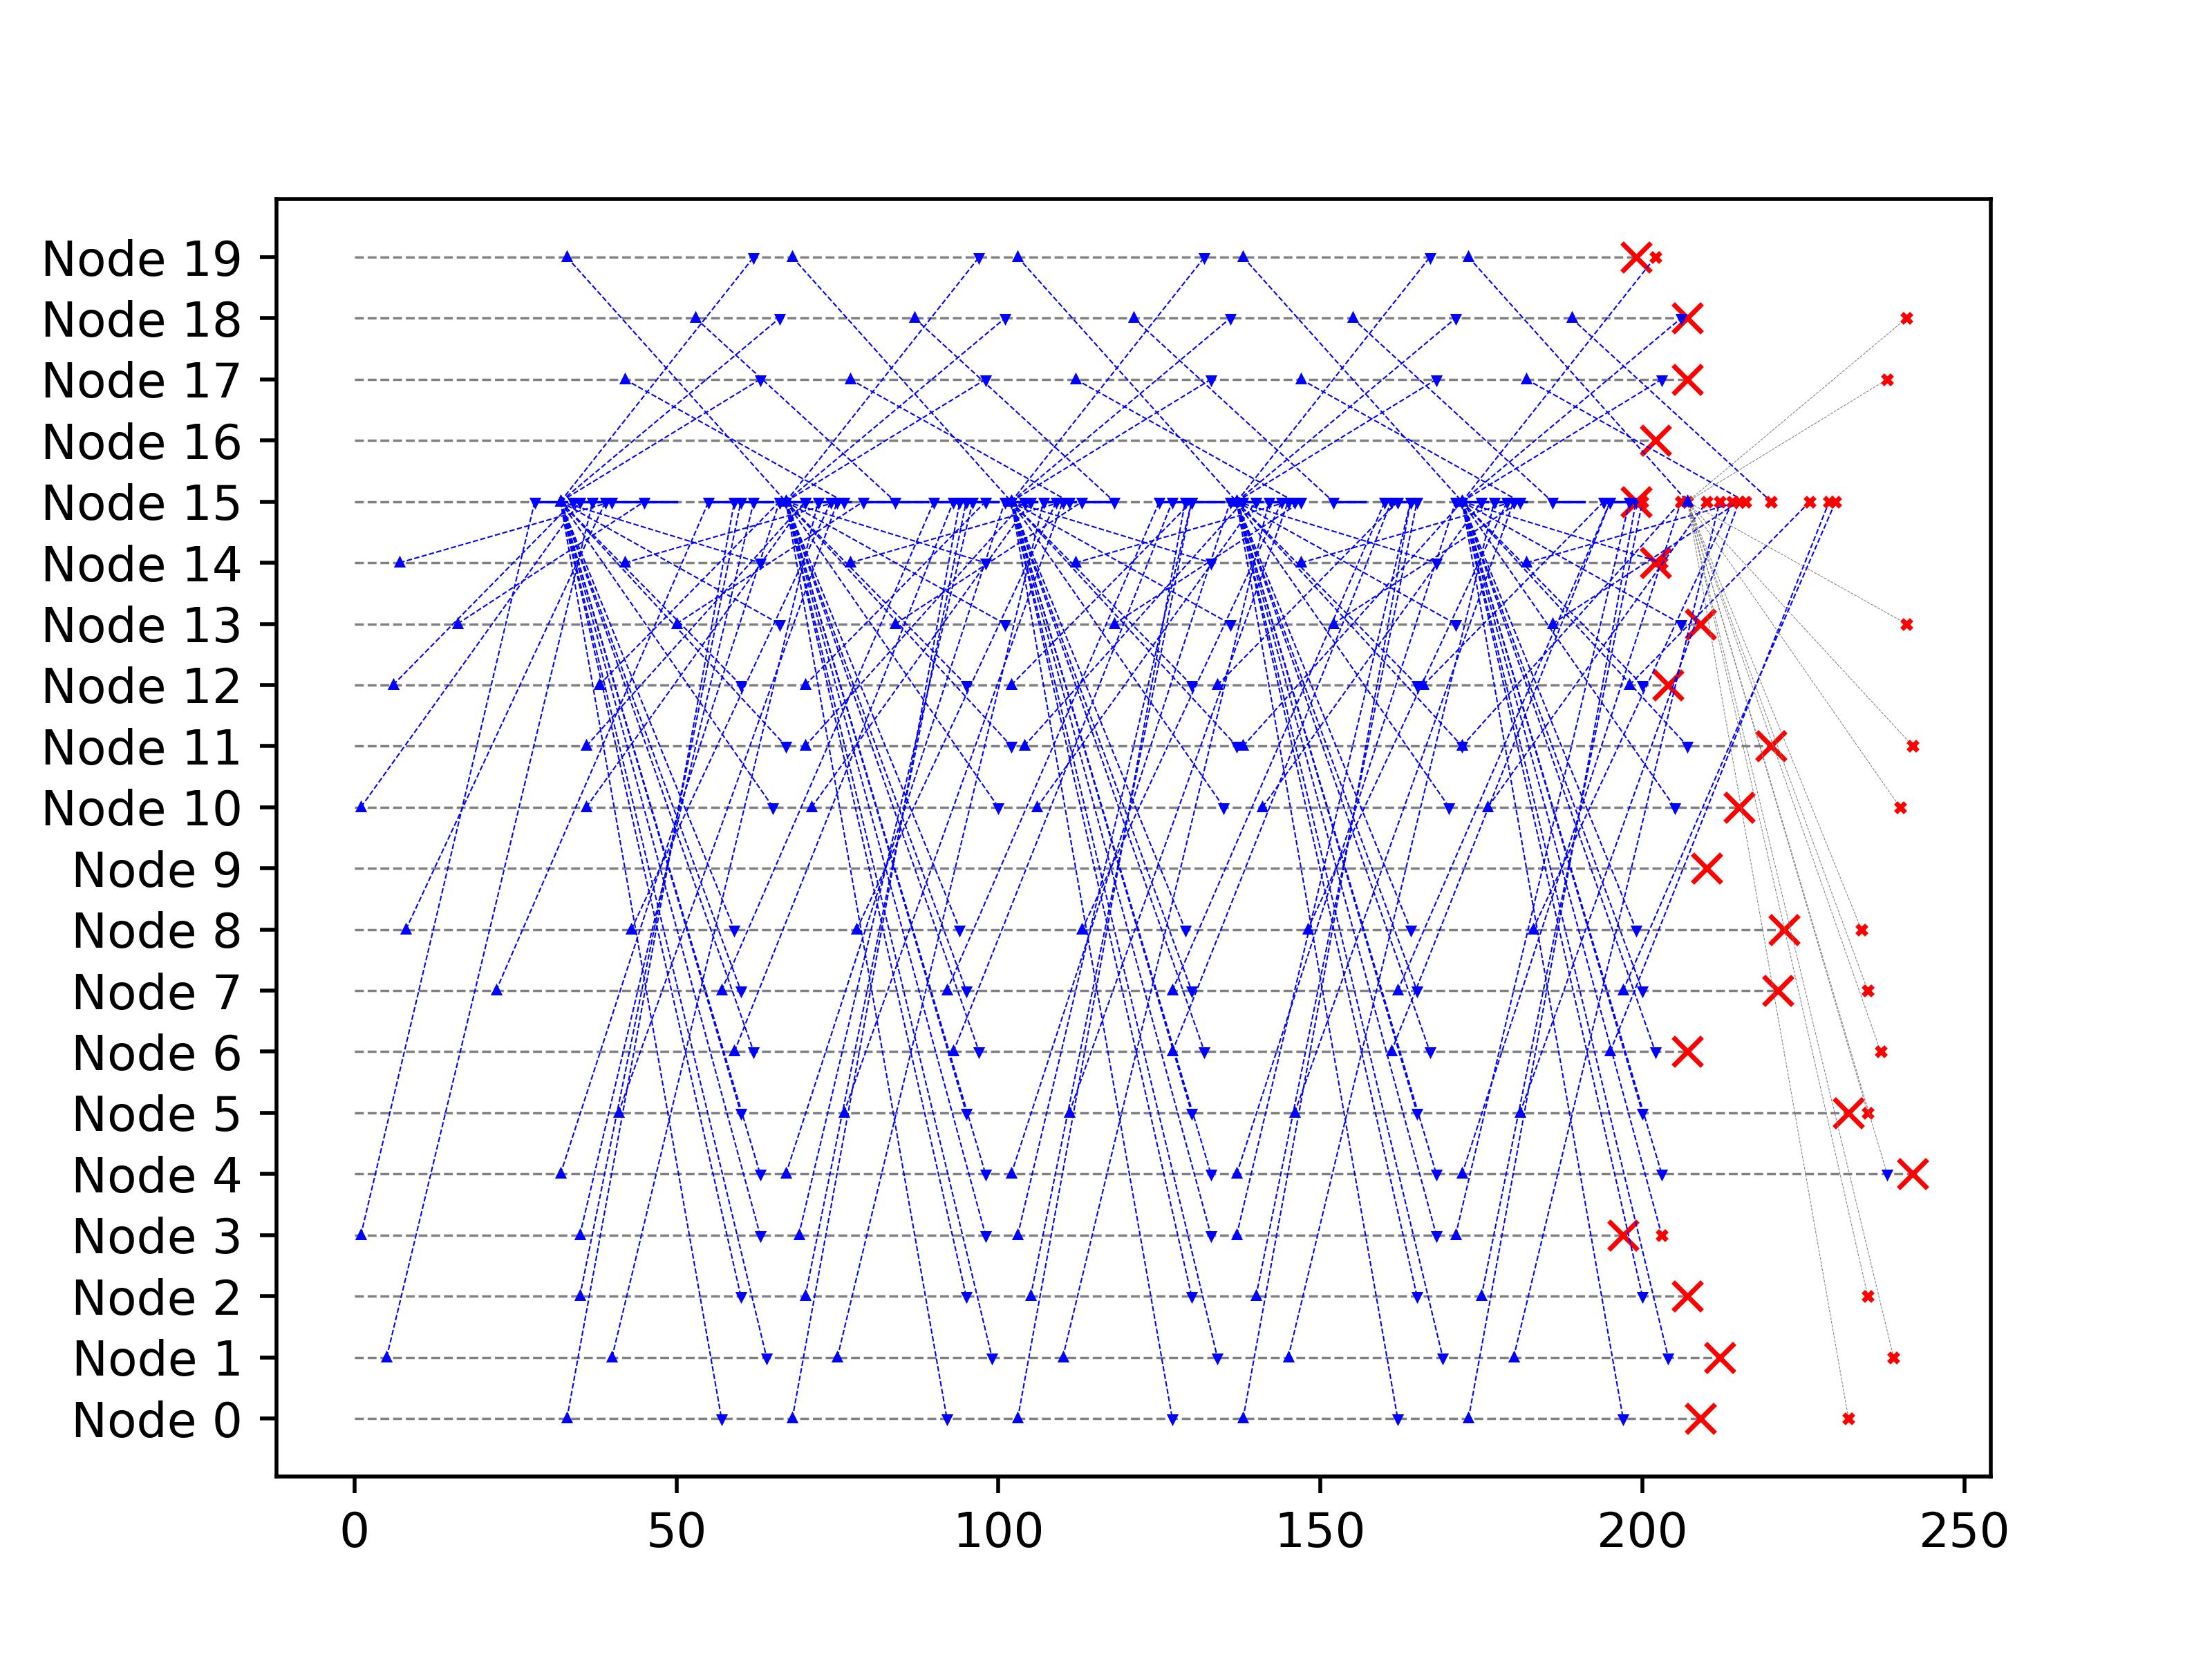 Node 19
Node 18
Node 17
Node 16
Node 15
Node 14
Node 13
Node 12
Node 11
Node 10
Node 9
Node 8
Node 7
Node 6
Node 5
Node 4
Node 3
Node 2
Node 1
Node 0
0 50 100 150 200 250